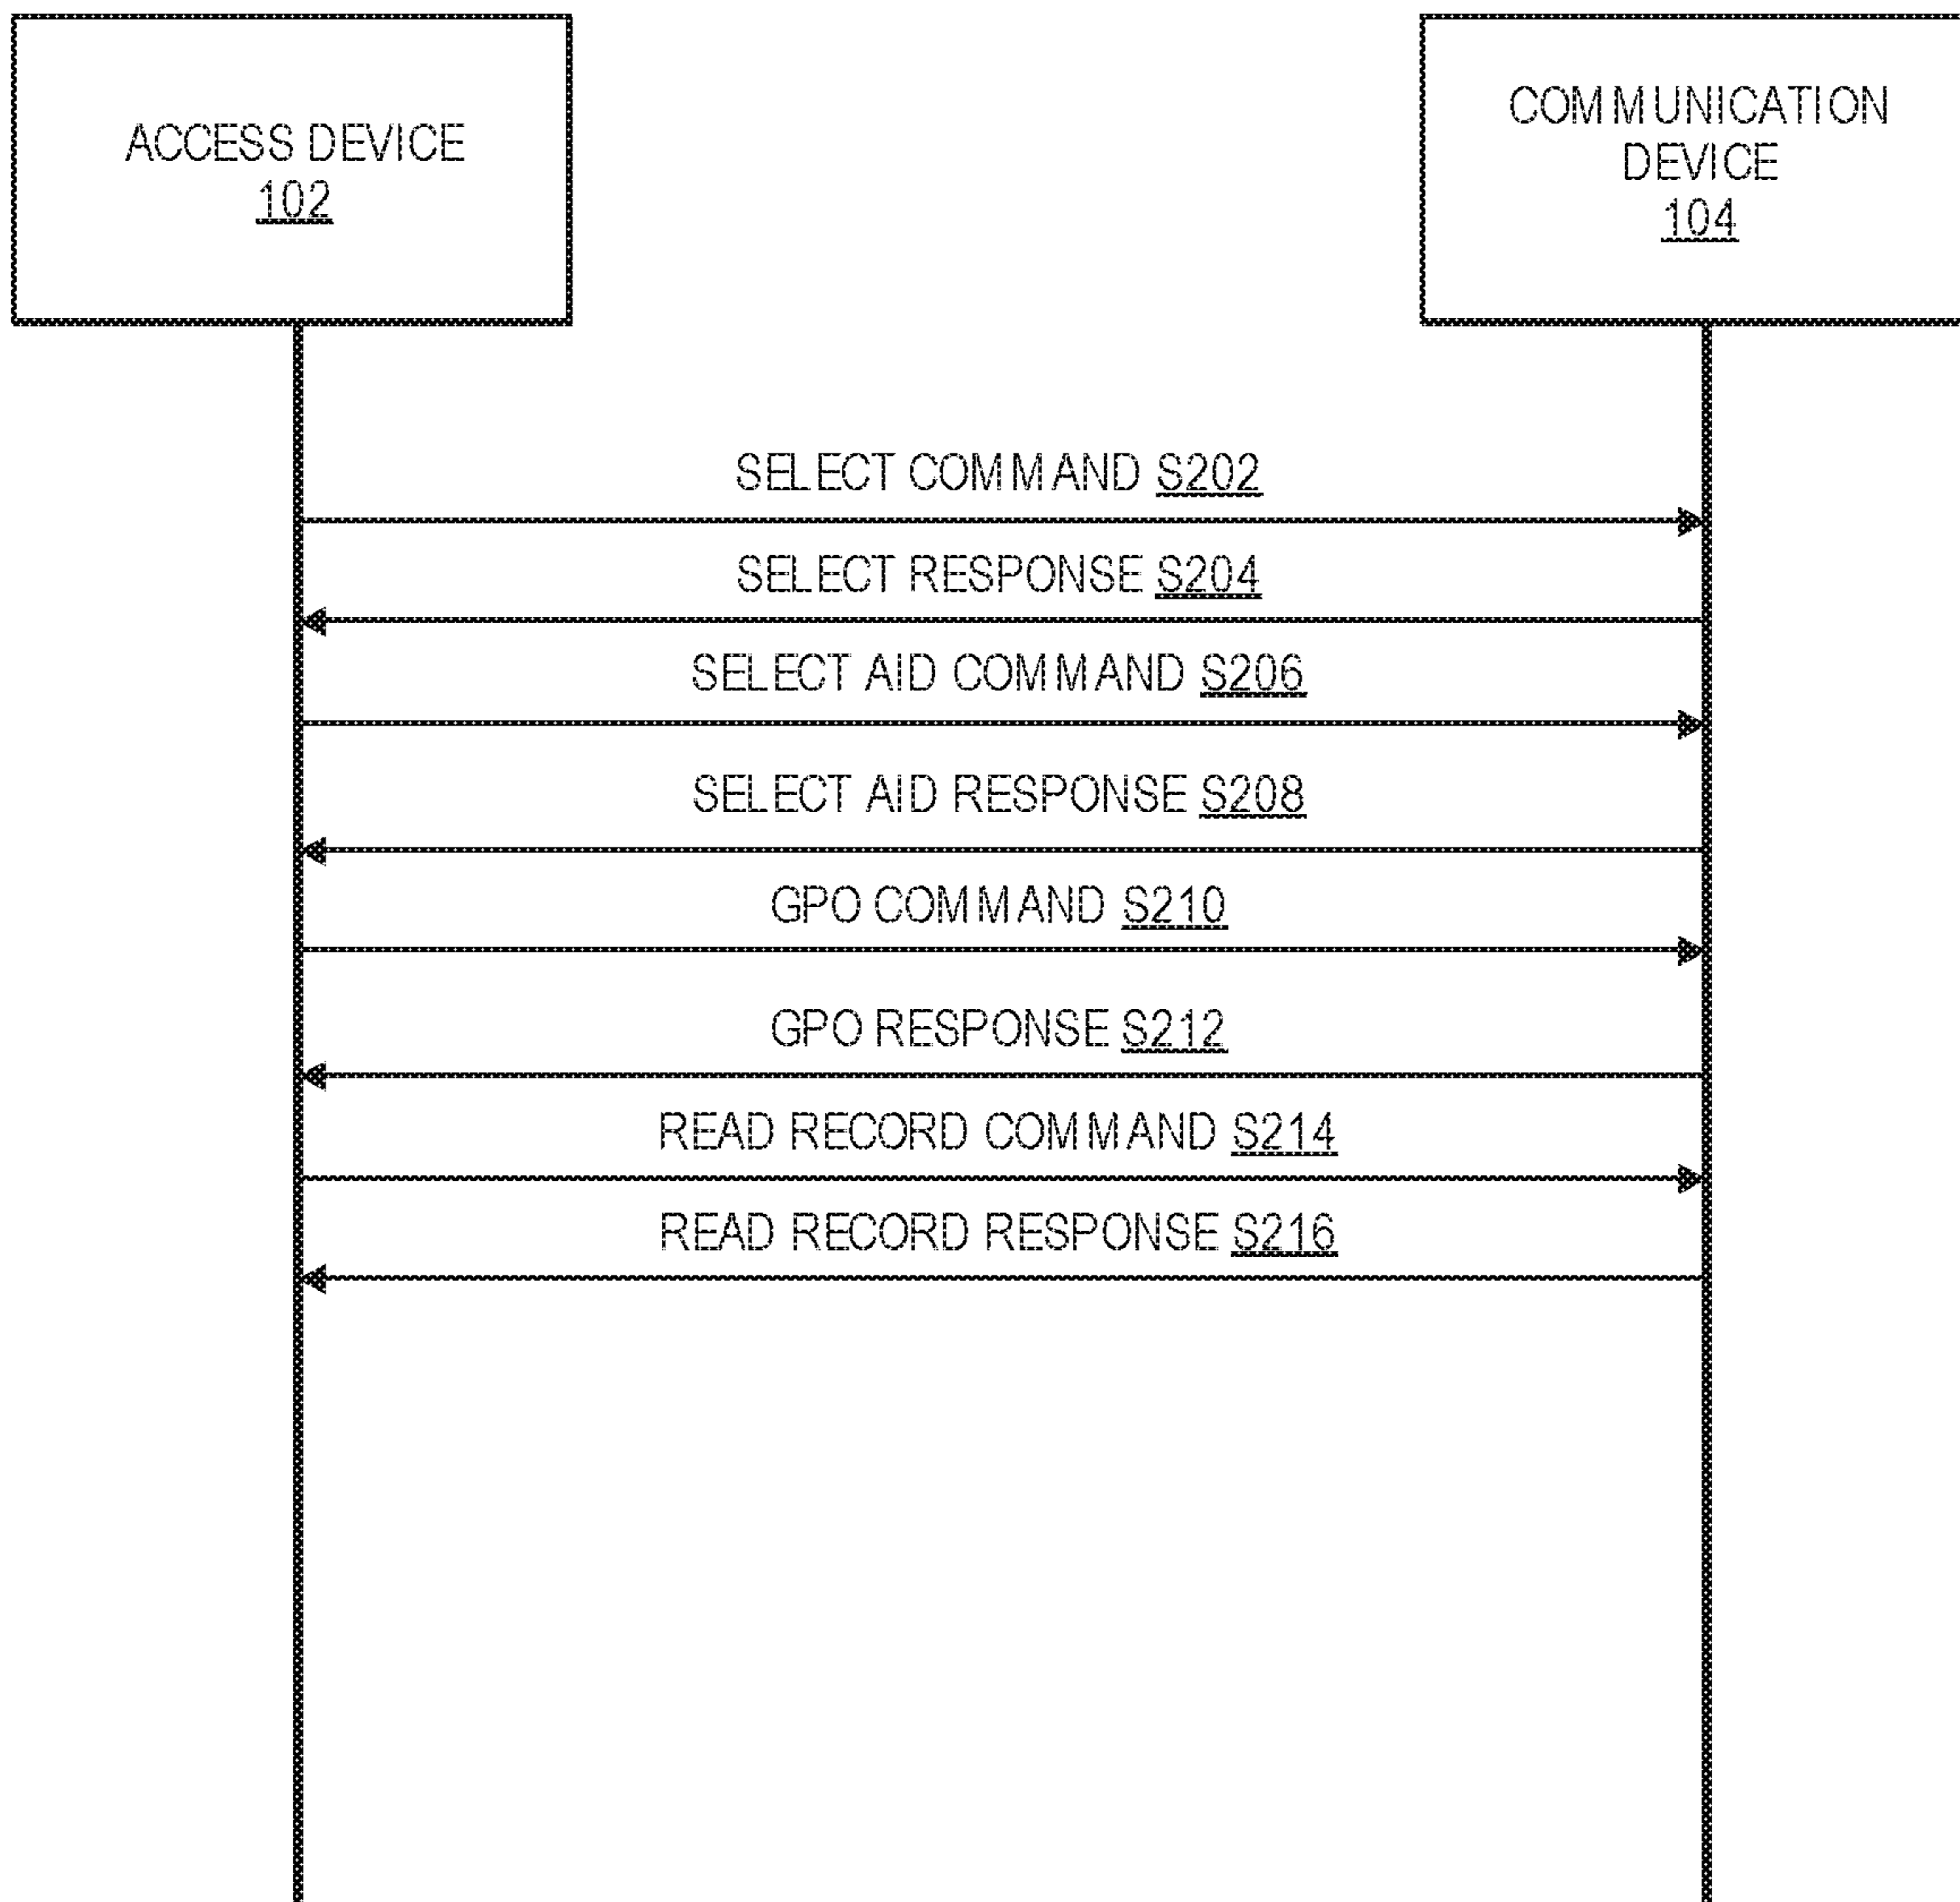 ACCESS DEVICE
102
COMMUNICATION
DEVICE
104
SELECT COMMAND S202
SELECT RESPONSE S204
SELECT AID COMMAND S206
SELECT AID RESPONSE S208
GPO COMMAND S210
GPO RESPONSE S212
READ RECORD COMMAND S214
READ RECORD RESPONSE S216